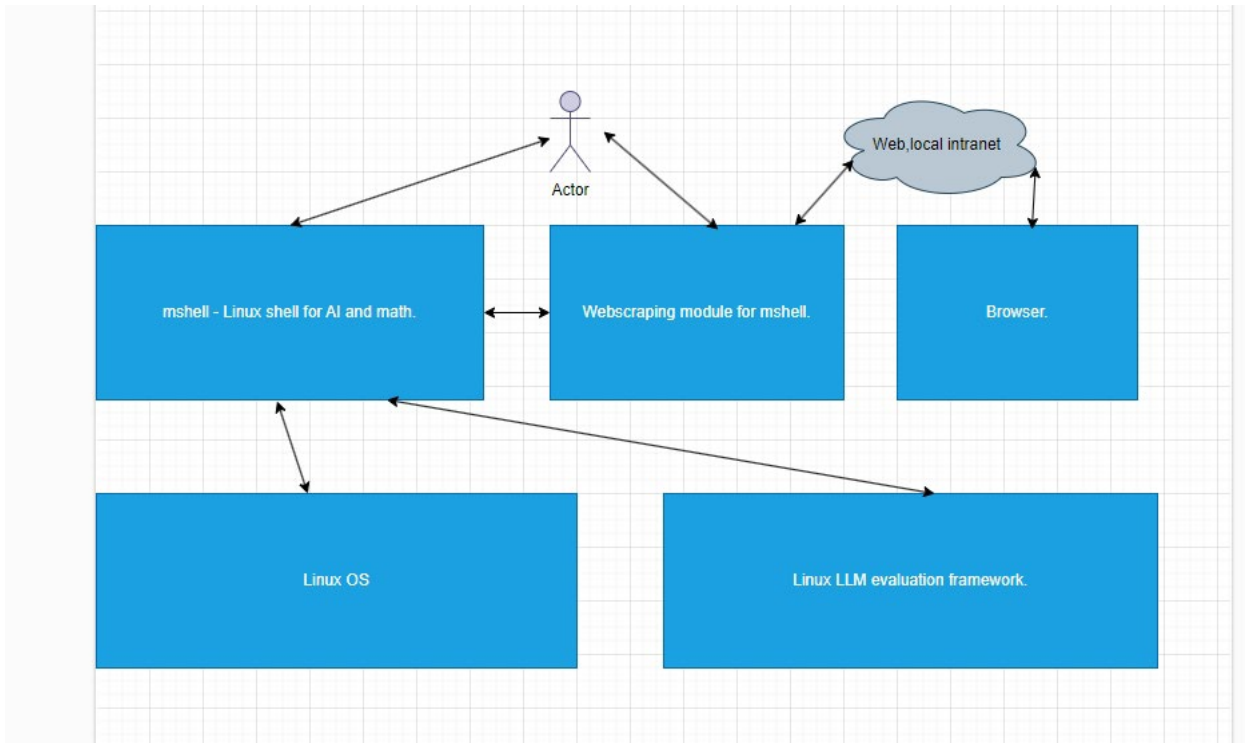 Actor
Web,local intranet
mshell - Linux shell for AI and math.
Webscraping module for mshell.
Browser.
Linux OS
Linux LLM evaluation framework.